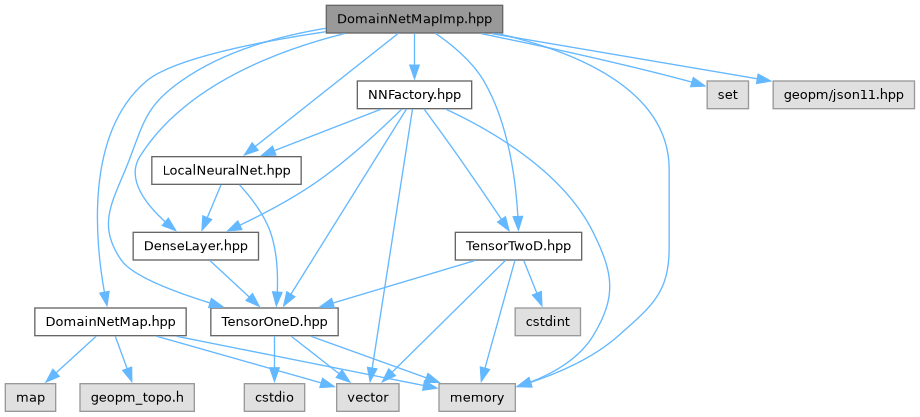 DomainNetMapImp.hpp
NNFactory.hpp
set
geopm/json11.hpp
LocalNeuralNet.hpp
DenseLayer.hpp
TensorTwoD.hpp
DomainNetMap.hpp
TensorOneD.hpp
cstdint
map
geopm_topo.h
cstdio
vector
memory